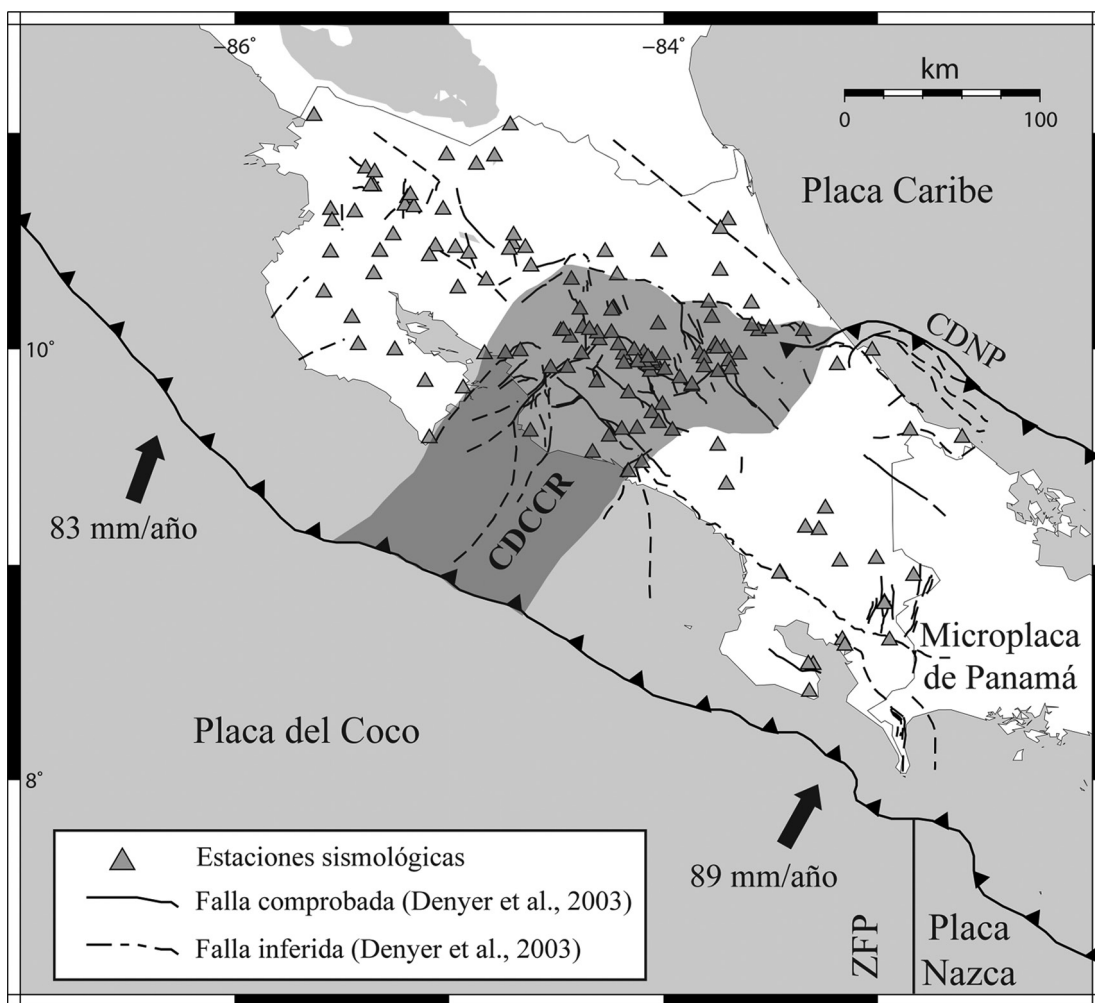 −86˚
−84˚
km
0
100
Placa Caribe
10˚
CDNP
83 mm/año
CDCCR
Microplaca
de Panamá
Placa del Coco
8˚
89 mm/año
Estaciones sismológicas
Falla comprobada (Denyer et al., 2003)
Falla inferida (Denyer et al., 2003)
ZFP
Placa
Nazca